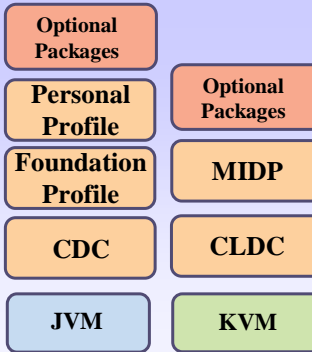 Optional
Packages
Personal
Profile
Foundation
Profile
CDC
JVM
Optional
Packages
MIDP
CLDC
KVM